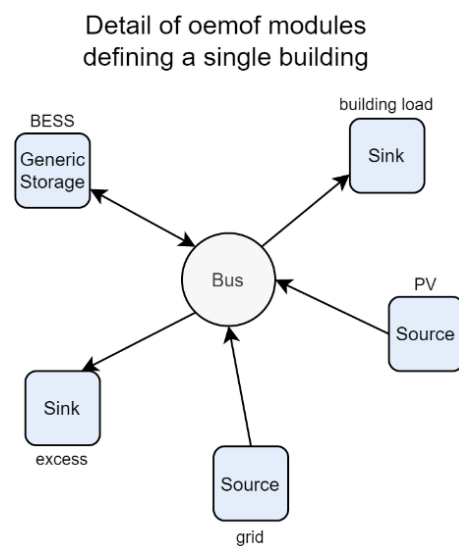 Detail of oemof modules
defining a single building
building load
BESS
Generic
Storage
Sink
Bus
PV
Source
Sink
excess
Source
grid